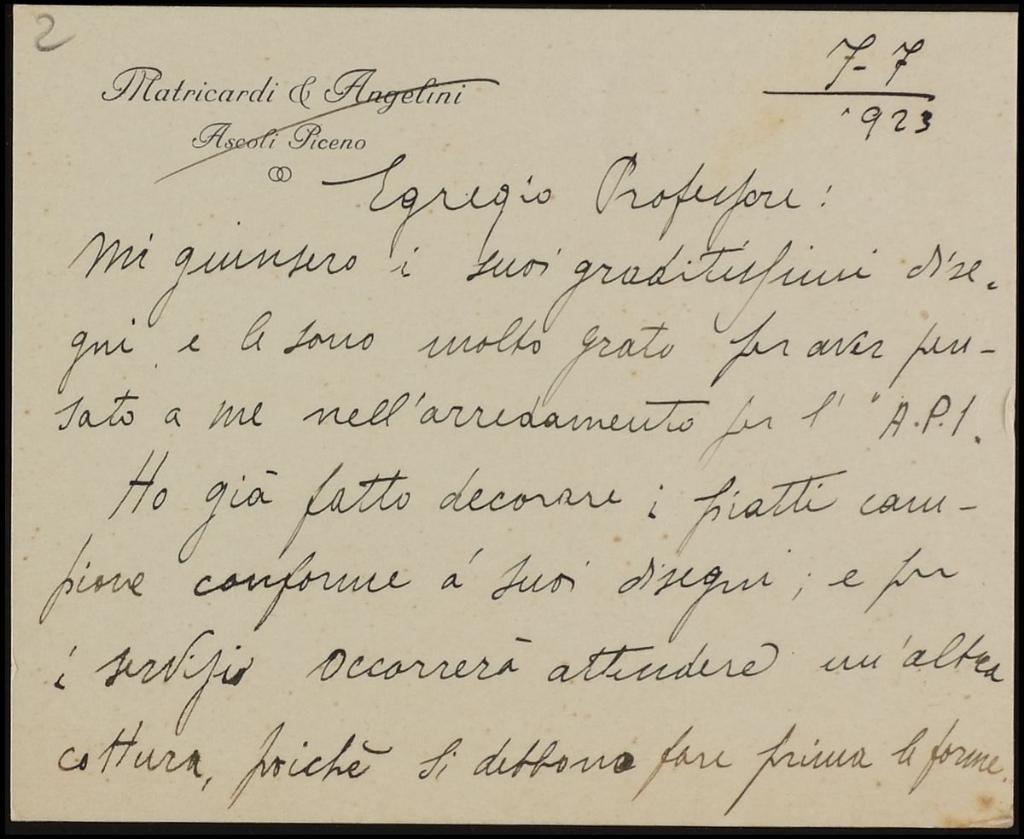 2
Matricardi & Angelini
Ascoli Piceno
7-7
923
Egregio Professore:
Mi giunsero i suoi graditissimi dise-
gni e le sono molto grato per aver pen-
sato a me nell'arredamento per l' "A.P.I.
Ho già fatto decorare i piatti cam-
pione conforme á suoi disegni; e per
i servizio occorrerà attendere un'altra
cottura, poichè si debbono fare prima le forme.